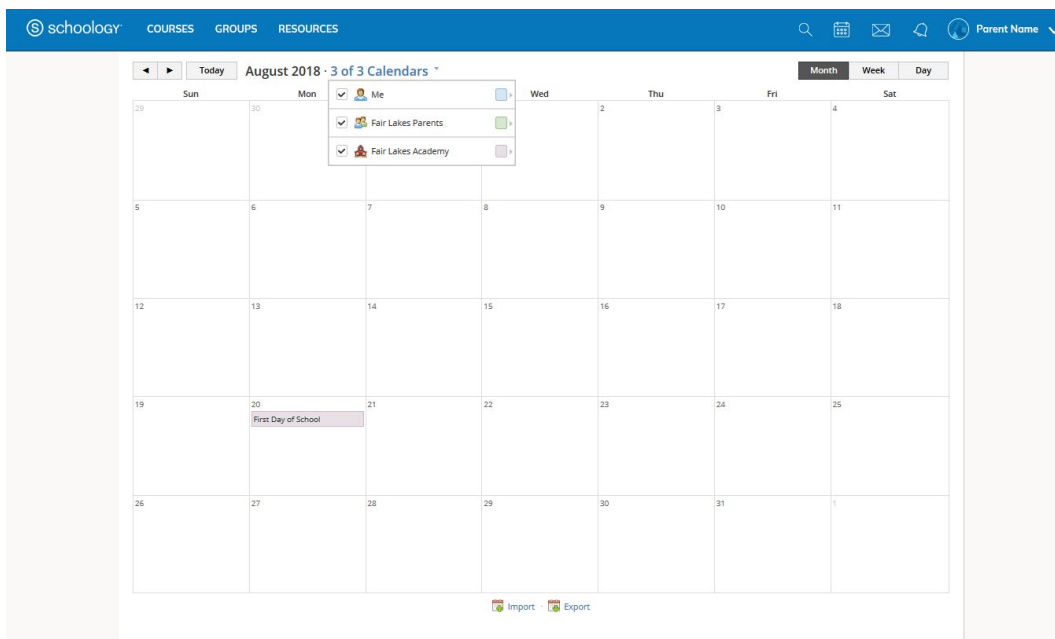 schoology COURSES GROUPS RESOURCES Parent Name
Today August 2018 · 3 of 3 Calendars Month Week Day
Sun Mon Wed Thu Fri Sat
Me
Fair Lakes Parents
Fair Lakes Academy
29 30 2 3 4
5 6 7 8 9 10 11
12 13 14 15 16 17 18
19 20 21 22 23 24 25
First Day of School
26 27 28 29 30 31 1
Import · Export